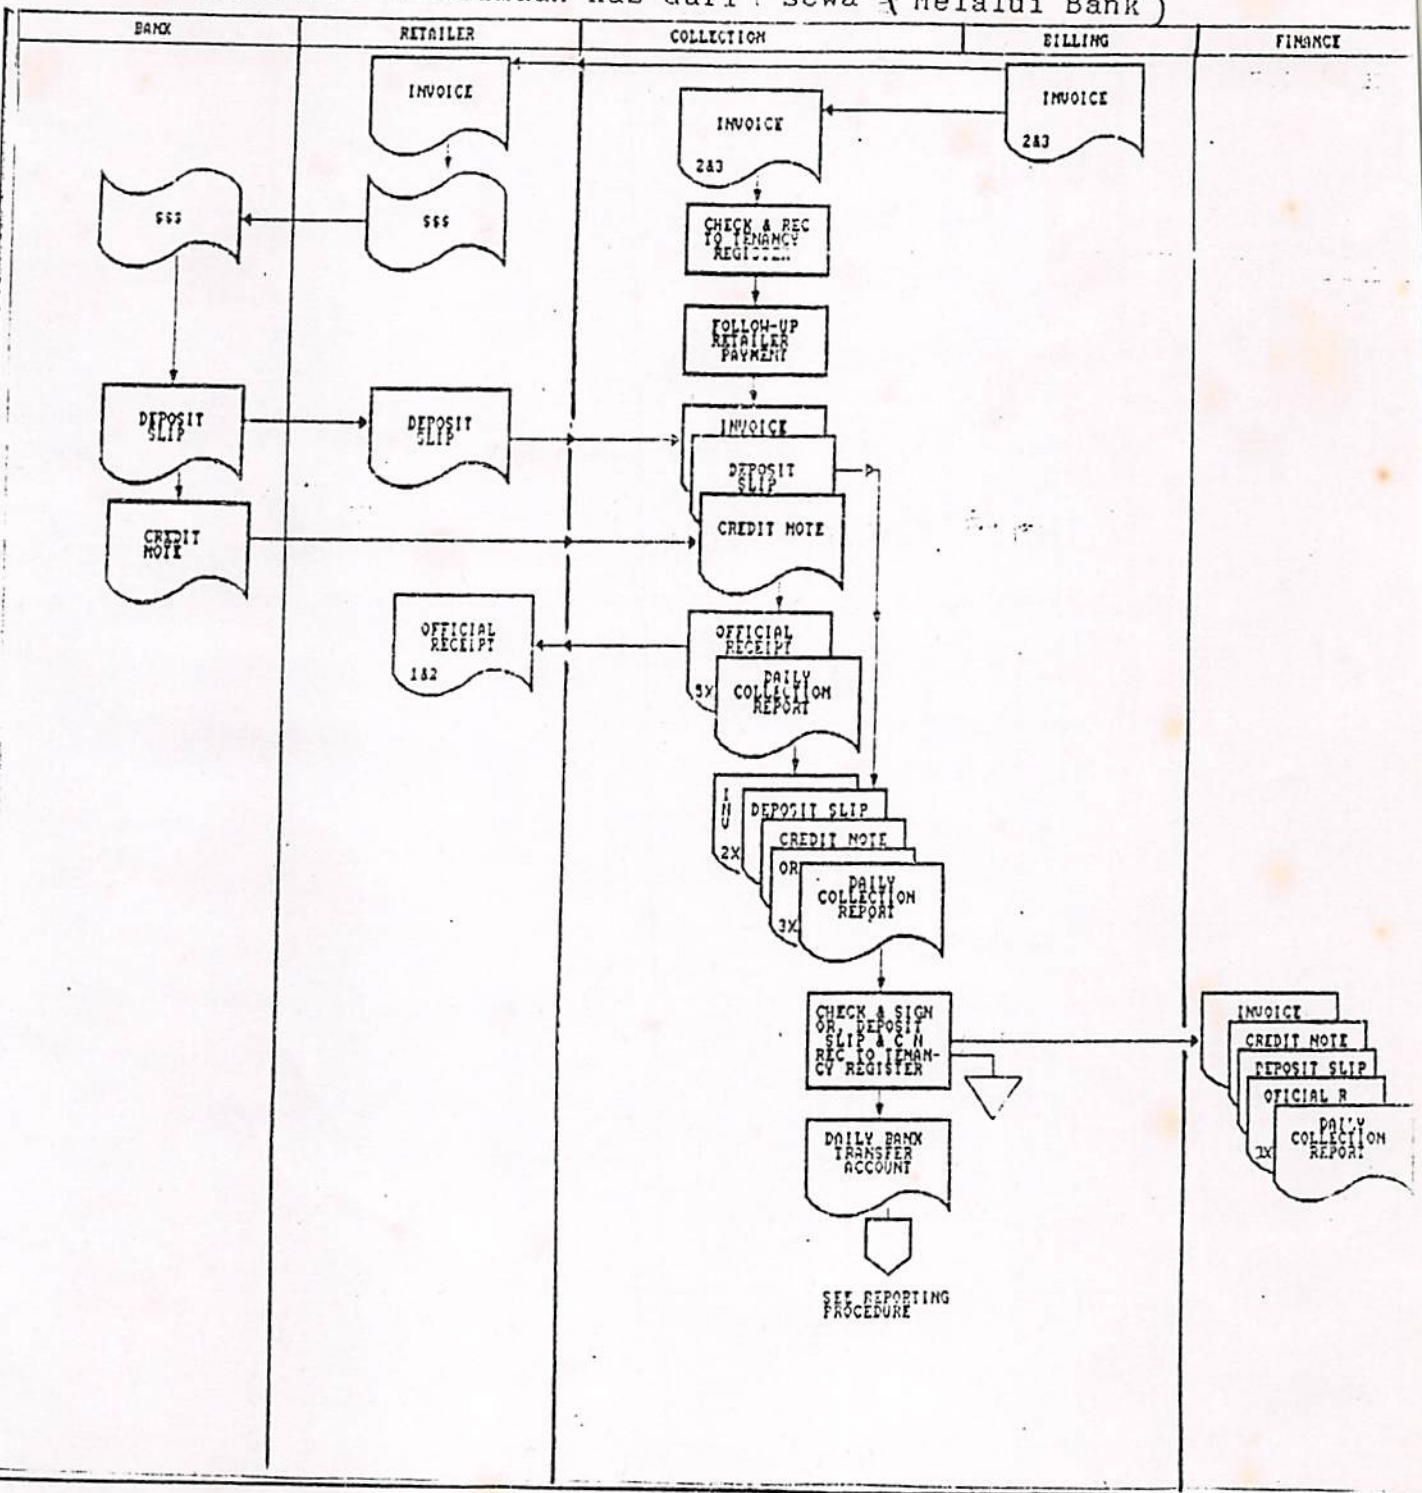 Kas dari : Sewa ( Melalui Bank )
BANK
RETAILER
COLLECTION
BILLING
FINANCE
INVOICE
INVOICE
2&3
INVOICE
2&3
$$$
$$$
CHECK & REC
TO TENANCY
REGISTER
FOLLOW-UP
RETAILER
PAYMENT
DEPOSIT
SLIP
DEPOSIT
SLIP
INVOICE
DEPOSIT
SLIP
CREDIT NOTE
CREDIT
NOTE
OFFICIAL
RECEIPT
1&2
OFFICIAL
RECEIPT
5X
DAILY
COLLECTION
REPORT
INV
2X
DEPOSIT SLIP
CREDIT NOTE
OR
3X
DAILY
COLLECTION
REPORT
CHECK & SIGN
OR, DEPOSIT
SLIP & C N
REC TO TENAN-
CY REGISTER
INVOICE
CREDIT NOTE
DEPOSIT SLIP
OFICIAL R
DAILY
COLLECTION
REPORT
DAILY BANK
TRANSFER
ACCOUNT
SEE REPORTING
PROCEDURE